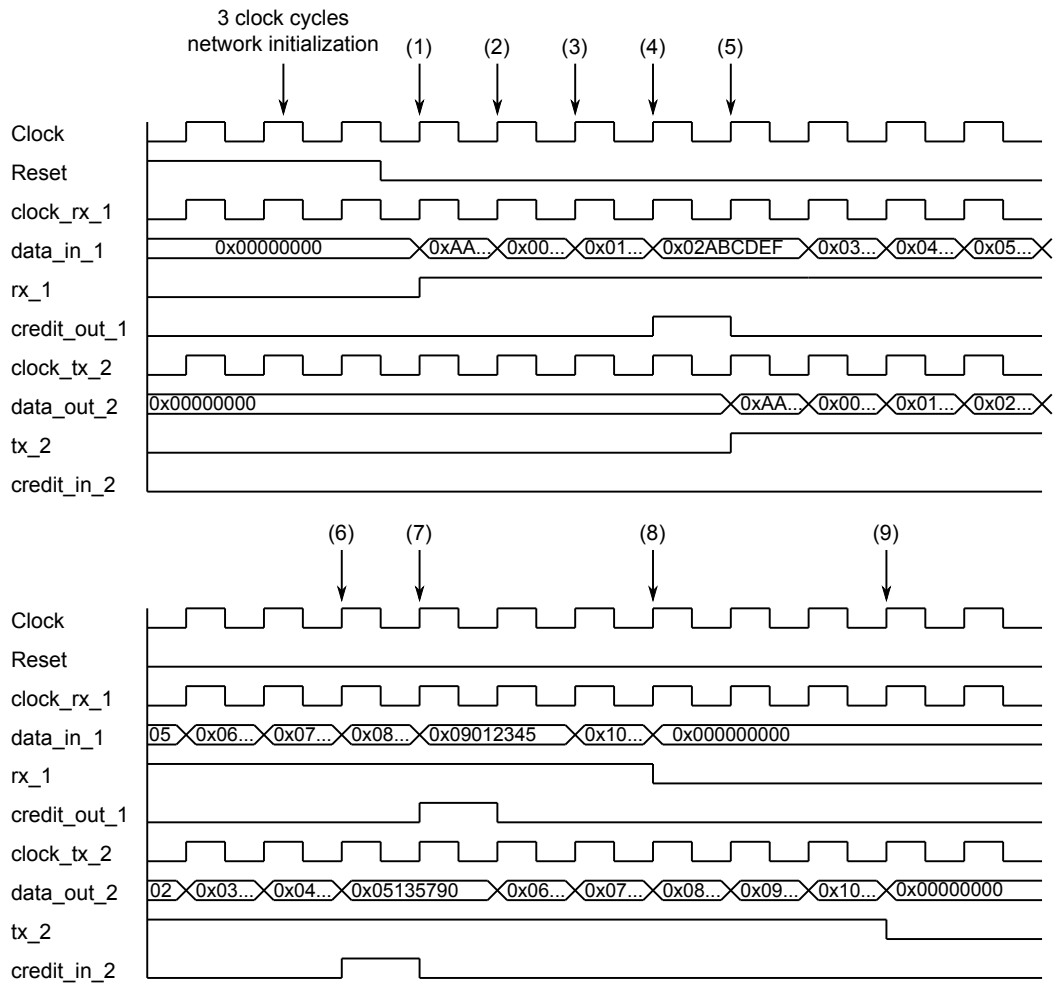 3 clock cycles
network initialization
(1) (2) (3) (4) (5)
Clock
Reset
clock_rx_1
data_in_1 0x00000000 0xAA... 0x00... 0x01... 0x02ABCDEF 0x03... 0x04... 0x05...
rx_1
credit_out_1
clock_tx_2
data_out_2 0x00000000 0xAA... 0x00... 0x01... 0x02...
tx_2
credit_in_2
(6) (7) (8) (9)
Clock
Reset
clock_rx_1
data_in_1 05 0x06... 0x07... 0x08... 0x09012345 0x10... 0x000000000
rx_1
credit_out_1
clock_tx_2
data_out_2 02 0x03... 0x04... 0x05135790 0x06... 0x07... 0x08... 0x09... 0x10... 0x00000000
tx_2
credit_in_2